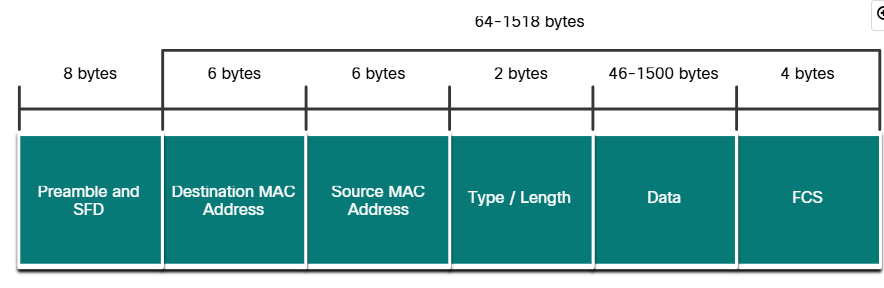 64-1518 bytes
8 bytes
6 bytes
6 bytes
2 bytes
46-1500 bytes
4 bytes
Preamble and
SFD
Destination MAC
Address
Source MAC
Address
Type / Length
Data
FCS